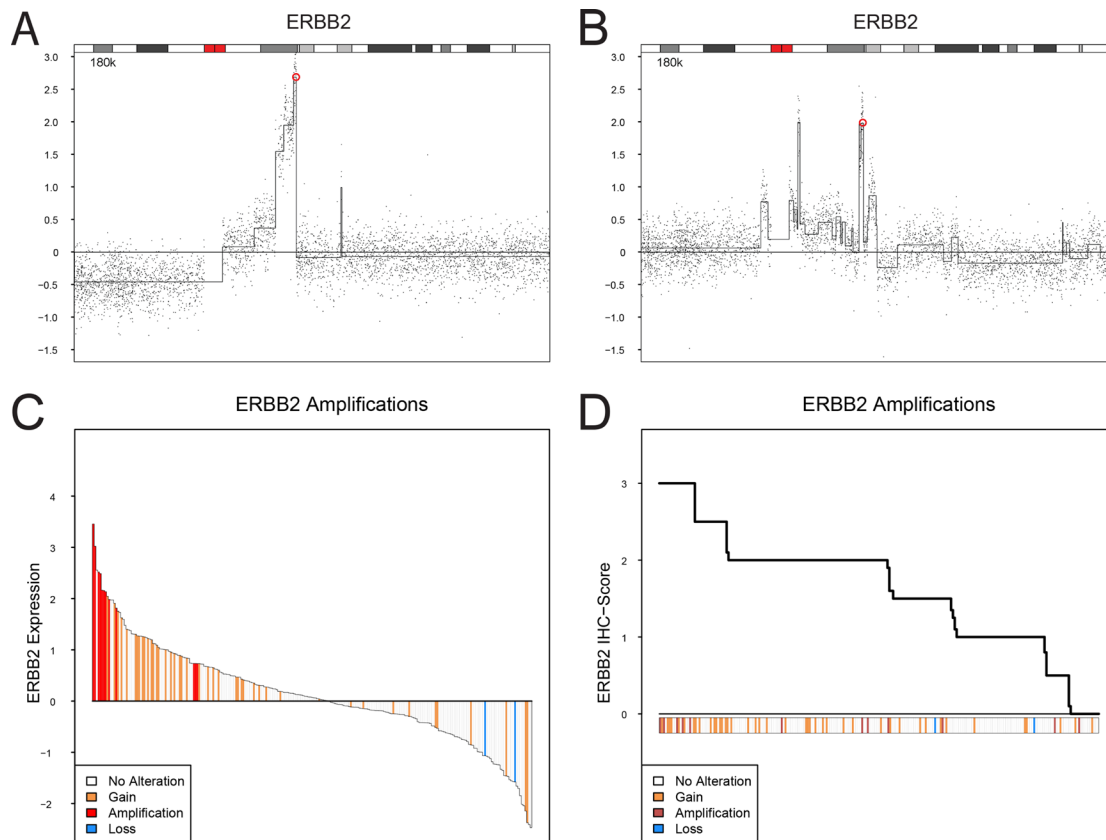 A
ERBB2
180k
3.0
2.5
2.0
1.5
1.0
0.5
0.0
-0.5
-1.0
-1.5
B
ERBB2
180k
3.0
2.5
2.0
1.5
1.0
0.5
0.0
-0.5
-1.0
-1.5
C
ERBB2 Amplifications
ERBB2 Expression
4
3
2
1
0
−1
−2
No Alteration
Gain
Amplification
Loss
D
ERBB2 Amplifications
ERBB2 IHC−Score
3
2
1
0
No Alteration
Gain
Amplification
Loss